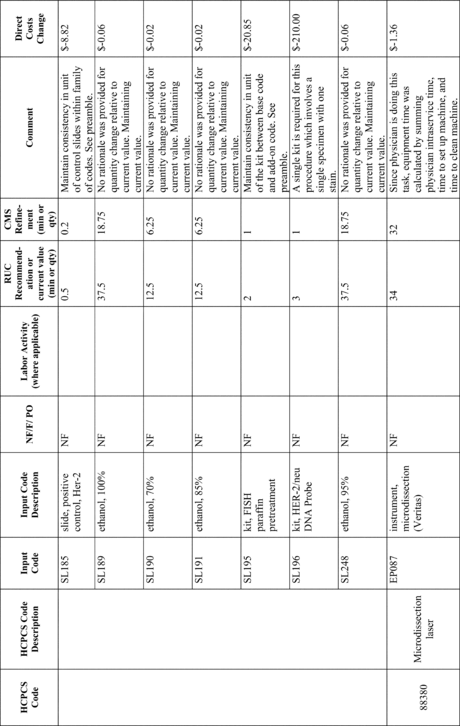 HCPCS Code | HCPCS Code Description | Input Code | Input Code Description | NF/F/ PO | Labor Activity (where applicable) | RUC Recommend-ation or current value (min or qty) | CMS Refine-ment (min or qty) | Comment | Direct Costs Change
SL185 | slide, positive control, Her-2 | NF | 0.5 | 0.2 | Maintain consistency in unit of control slides within family of codes. See preamble. | $-8.82
SL189 | ethanol, 100% | NF | 37.5 | 18.75 | No rationale was provided for quantity change relative to current value. Maintaining current value. | $-0.06
SL190 | ethanol, 70% | NF | 12.5 | 6.25 | No rationale was provided for quantity change relative to current value. Maintaining current value. | $-0.02
SL191 | ethanol, 85% | NF | 12.5 | 6.25 | No rationale was provided for quantity change relative to current value. Maintaining current value. | $-0.02
SL195 | kit, FISH paraffin pretreatment | NF | 2 | 1 | Maintain consistency in unit of the kit between base code and add-on code. See preamble. | $-20.85
SL196 | kit, HER-2/neu DNA Probe | NF | 3 | 1 | A single kit is required for this procedure which involves a single specimen with one stain. | $-210.00
SL248 | ethanol, 95% | NF | 37.5 | 18.75 | No rationale was provided for quantity change relative to current value. Maintaining current value. | $-0.06
88380 | Microdissection laser | EP087 | instrument, microdissection (Veritas) | NF | 34 | 32 | Since physician is doing this task, equipment time was calculated by summing physician intraservice time, time to set up machine, and time to clean machine. | $-1.36